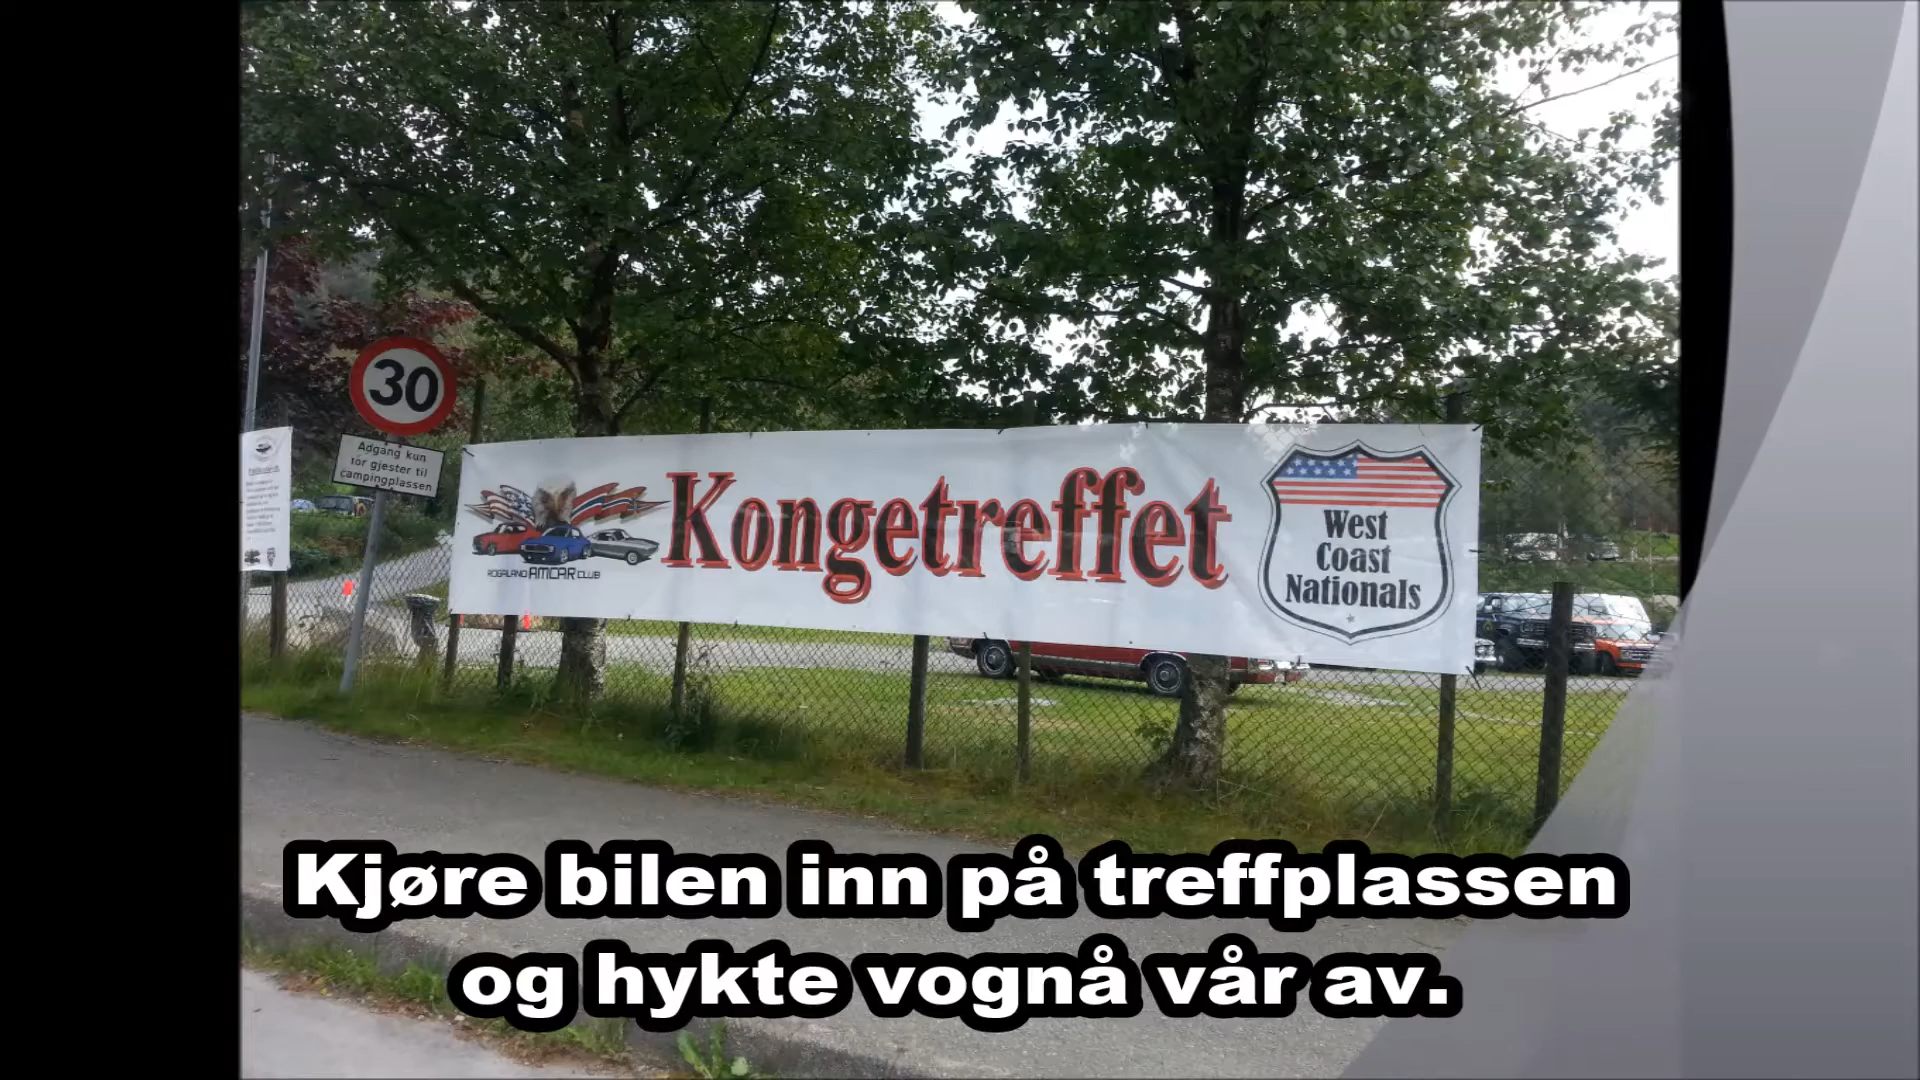 30
Adgang kun
for gjester til
campingplassen
ROGALAND AMCAR CLUB
Kongetreffet
West
Coast
Nationals
Kjøre bilen inn på treffplassen
og hykte vognå vår av.